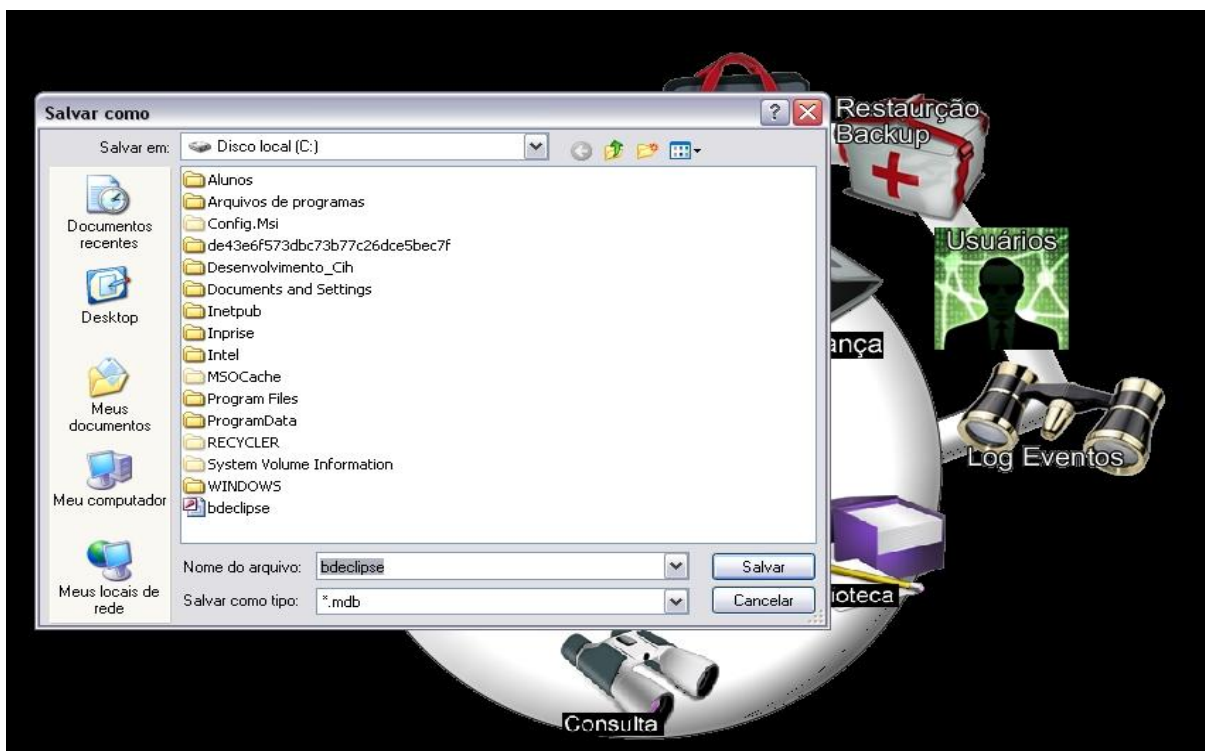 Salvar como
Restaurção
Backup
Salvar em:
Disco local (C:)
Alunos
Arquivos de programas
Config.Msi
de43e6f573dbc73b77c26dce5bec7f
Desenvolvimento_Cih
Documents and Settings
Inetpub
Inprise
Intel
MSOCache
Program Files
ProgramData
RECYCLER
System Volume Information
WINDOWS
bdeclipse
Documentos
recentes
Desktop
Meus
documentos
Meu computador
Meus locais de
rede
Nome do arquivo:
bdeclipse
Salvar
Salvar como tipo:
*.mdb
Cancelar
Usuários
ança
Log Eventos
ioteca
Consulta